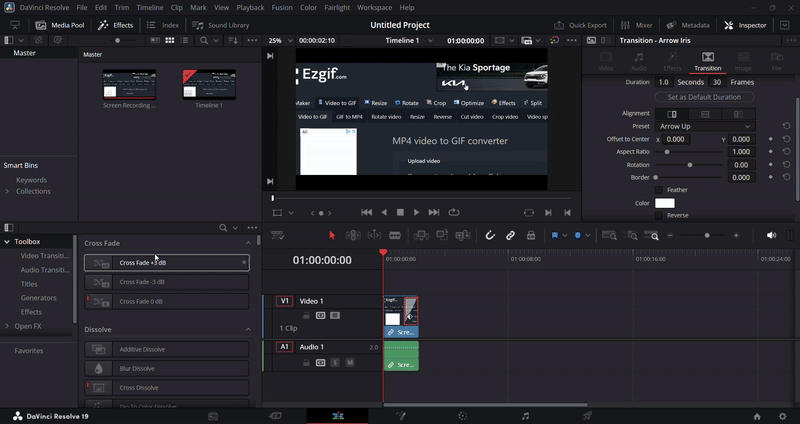 DaVinci Resolve File Edit Trim Timeline Clip Mark View Playback Fusion Color Fairlight Workspace Help
Media Pool Effects Index Sound Library Untitled Project Quick Export Mixer Metadata Inspector
25% 00:00:02:10 Timeline 1 01:00:00:00 Transition - Arrow Iris
Master
Master
Screen Recording ...
Timeline 1
Smart Bins
Keywords
Collections
Ezgif.com
The Kia Sportage
KIA
Maker Video to GIF Resize Rotate Crop Optimize Effects Split
Video to GIF GIF to MP4 Rotate video Resize Reverse Cut video Crop video Video sp
AD
MP4 video to GIF converter
Upload video
Video Audio Effects Transition Image File
Duration 1.0 Seconds 30 Frames
Set as Default Duration
Alignment
Preset Arrow Up
Offset to Center X 0.000 Y 0.000
Aspect Ratio 1.000
Rotation 0.00
Border 0.000
Feather
Color
Reverse
Toolbox
Video Transiti...
Audio Transiti...
Titles
Generators
Effects
Open FX
Favorites
Cross Fade
Cross Fade +3 dB
Cross Fade -3 dB
Cross Fade 0 dB
Dissolve
Additive Dissolve
Blur Dissolve
Cross Dissolve
Dip To Color Dissolve
01:00:00:00
01:00:00:00 01:00:08:00 01:00:16:00 01:00:24:00
V1 Video 1
1 Clip
Scre...
A1 Audio 1 2.0
S M
Scre...
DaVinci Resolve 19